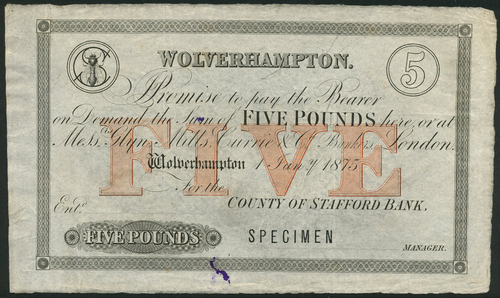 WOLVERHAMPTON.
S
5
Promise to pay the Bearer
on Demand the Sum of FIVE POUNDS here, or at
Mess.rs Glyn, Mills, Currie & Co. Bankers, London.
FIVE
Wolverhampton Jany 1875
For the
COUNTY OF STAFFORD BANK.
Entd.
FIVE POUNDS
SPECIMEN
MANAGER.